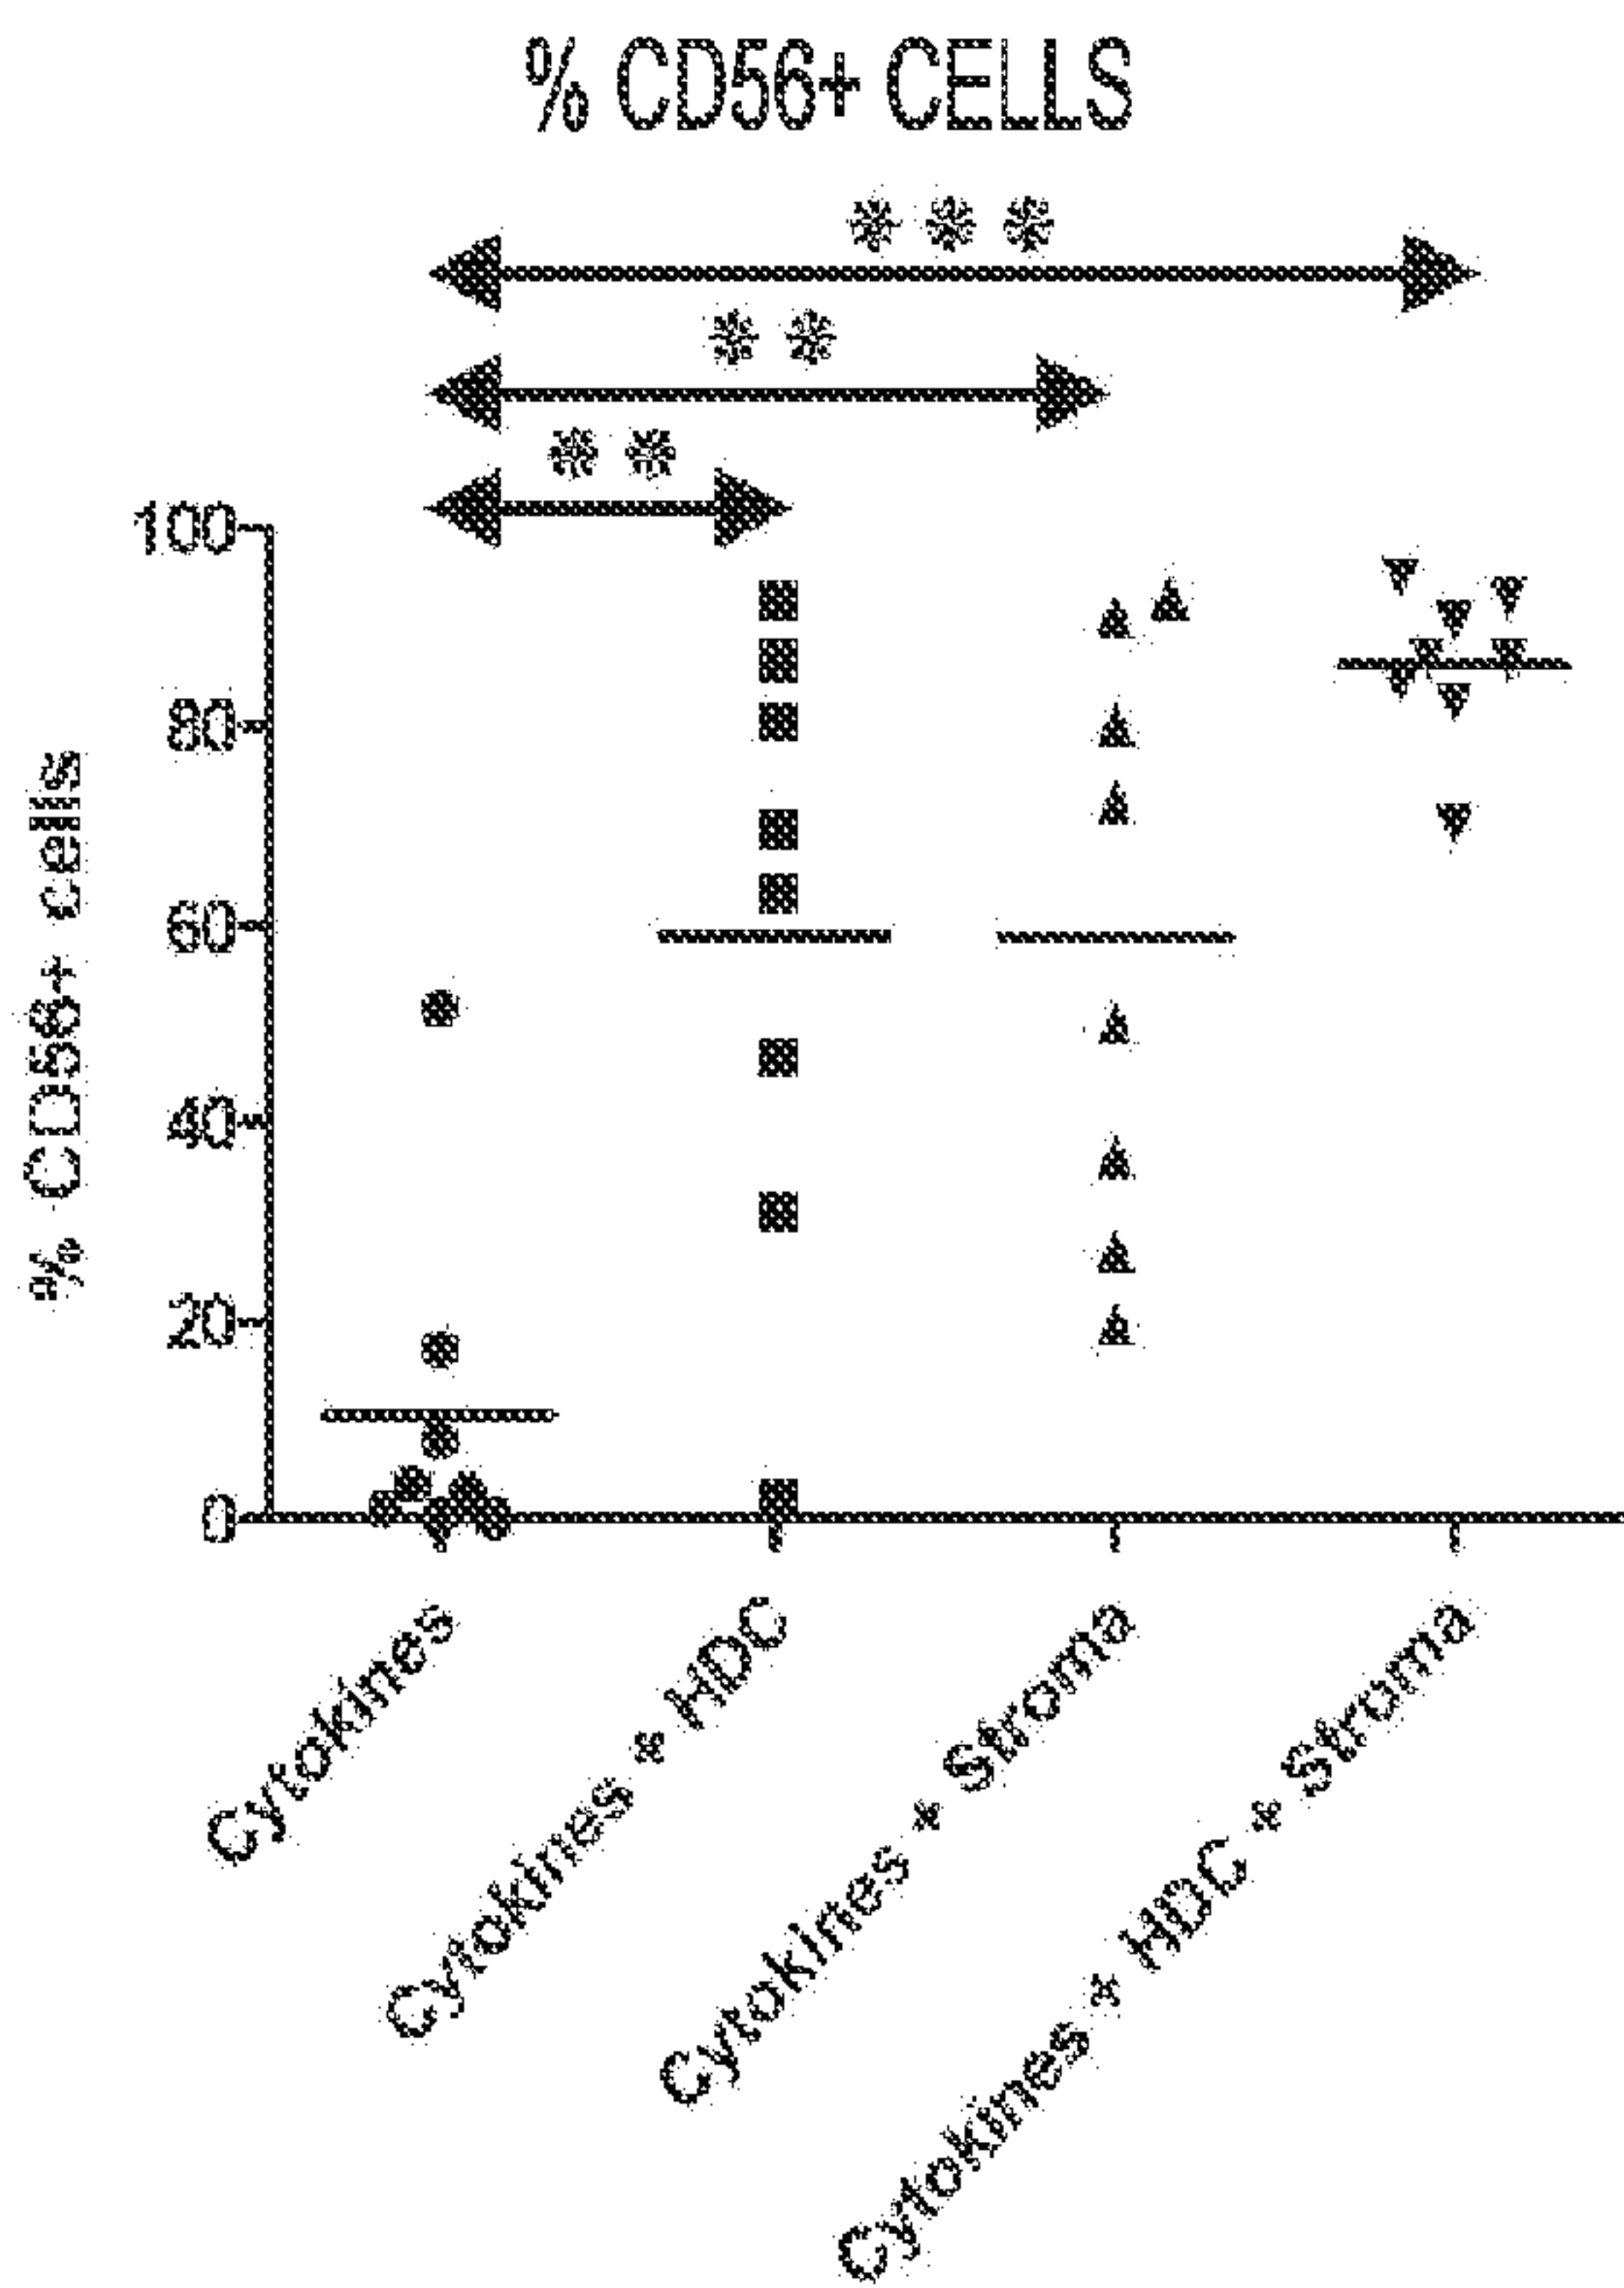 % CD56+ CELLS
* * *
* *
* *
100
80
60
40
20
0
% CD56+ cells
Cytokines
Cytokines + HDC
Cytokines + Stroma
Cytokines + HDC + Stroma